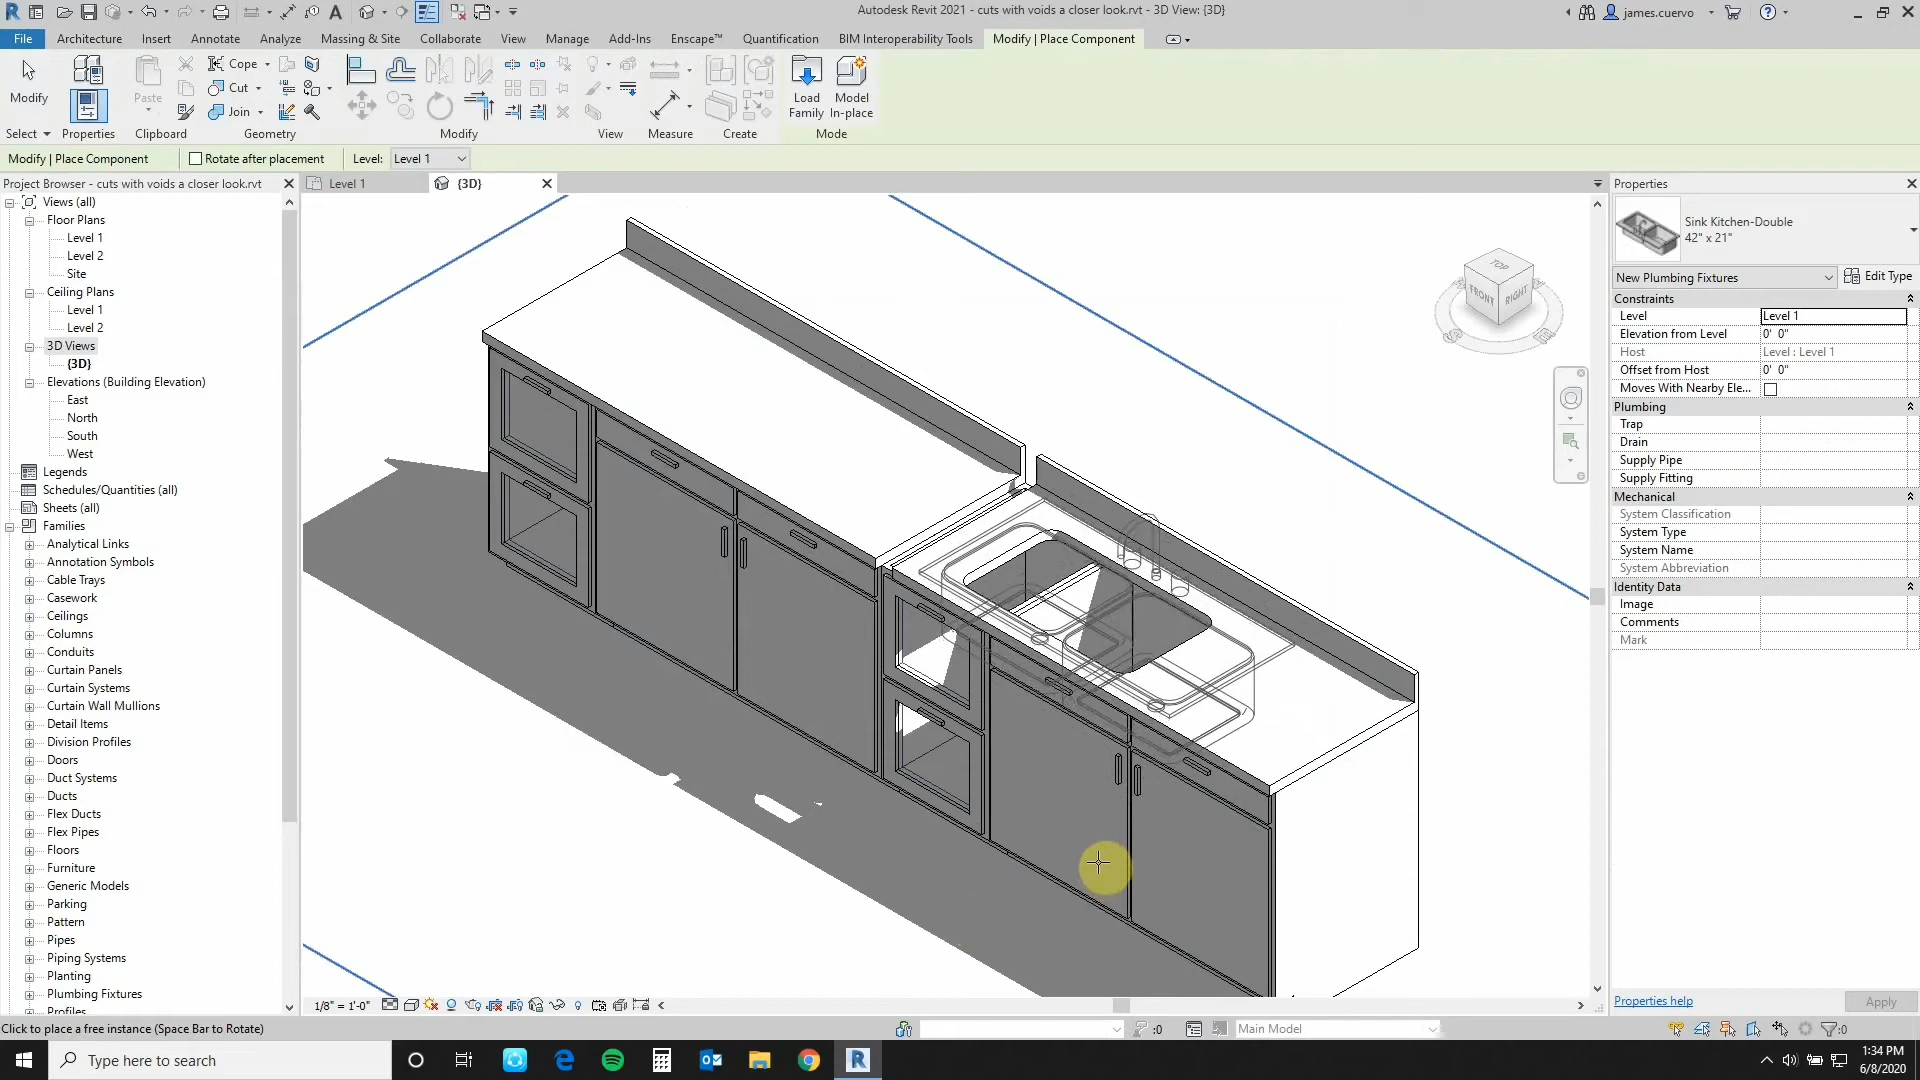 Autodesk Revit 2021 - cuts with voids a closer look.rvt - 3D View: {3D}
james.cuervo
File
Architecture
Insert
Annotate
Analyze
Massing & Site
Collaborate
View
Manage
Add-Ins
Enscape™
Quantification
BIM Interoperability Tools
Modify | Place Component
Modify
Paste
Cope
Cut
Join
Load Family
Model In-place
Select
Properties
Clipboard
Geometry
Modify
View
Measure
Create
Mode
Modify | Place Component
Rotate after placement
Level:
Level 1
Project Browser - cuts with voids a closer look.rvt
Views (all)
Floor Plans
Level 1
Level 2
Site
Ceiling Plans
Level 1
Level 2
3D Views
{3D}
Elevations (Building Elevation)
East
North
South
West
Legends
Schedules/Quantities (all)
Sheets (all)
Families
Analytical Links
Annotation Symbols
Cable Trays
Casework
Ceilings
Columns
Conduits
Curtain Panels
Curtain Systems
Curtain Wall Mullions
Detail Items
Division Profiles
Doors
Duct Systems
Ducts
Flex Ducts
Flex Pipes
Floors
Furniture
Generic Models
Parking
Pattern
Pipes
Piping Systems
Planting
Plumbing Fixtures
Profiles
Level 1
{3D}
TOP
FRONT
RIGHT
1/8" = 1'-0"
Properties
Sink Kitchen-Double
42" x 21"
New Plumbing Fixtures
Edit Type
Constraints
Level
Level 1
Elevation from Level
0' 0"
Host
Level : Level 1
Offset from Host
0' 0"
Moves With Nearby Ele...
Plumbing
Trap
Drain
Supply Pipe
Supply Fitting
Mechanical
System Classification
System Type
System Name
System Abbreviation
Identity Data
Image
Comments
Mark
Properties help
Apply
Click to place a free instance (Space Bar to Rotate)
:0
Main Model
:0
Type here to search
1:34 PM
6/8/2020